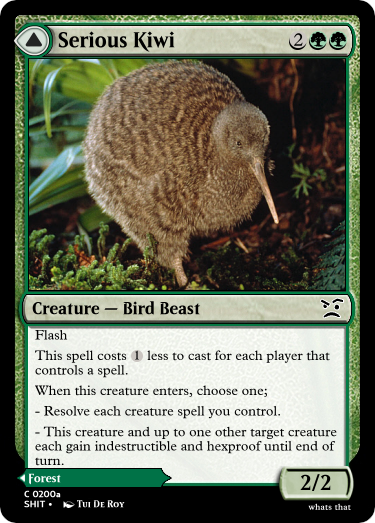 Serious Kiwi 2
Creature — Bird Beast
Flash
This spell costs 1 less to cast for each player that
controls a spell.
When this creature enters, choose one;
- Resolve each creature spell you control.
- This creature and up to one other target creature
each gain indestructible and hexproof until end of
turn.
Forest
2/2
C 0200a
SHIT • Tui De Roy
whats that